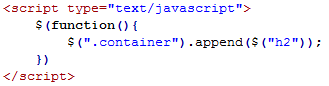 <script type="text/javascript">
$(function(){
$(".container").append($("h2"));
})
</script>